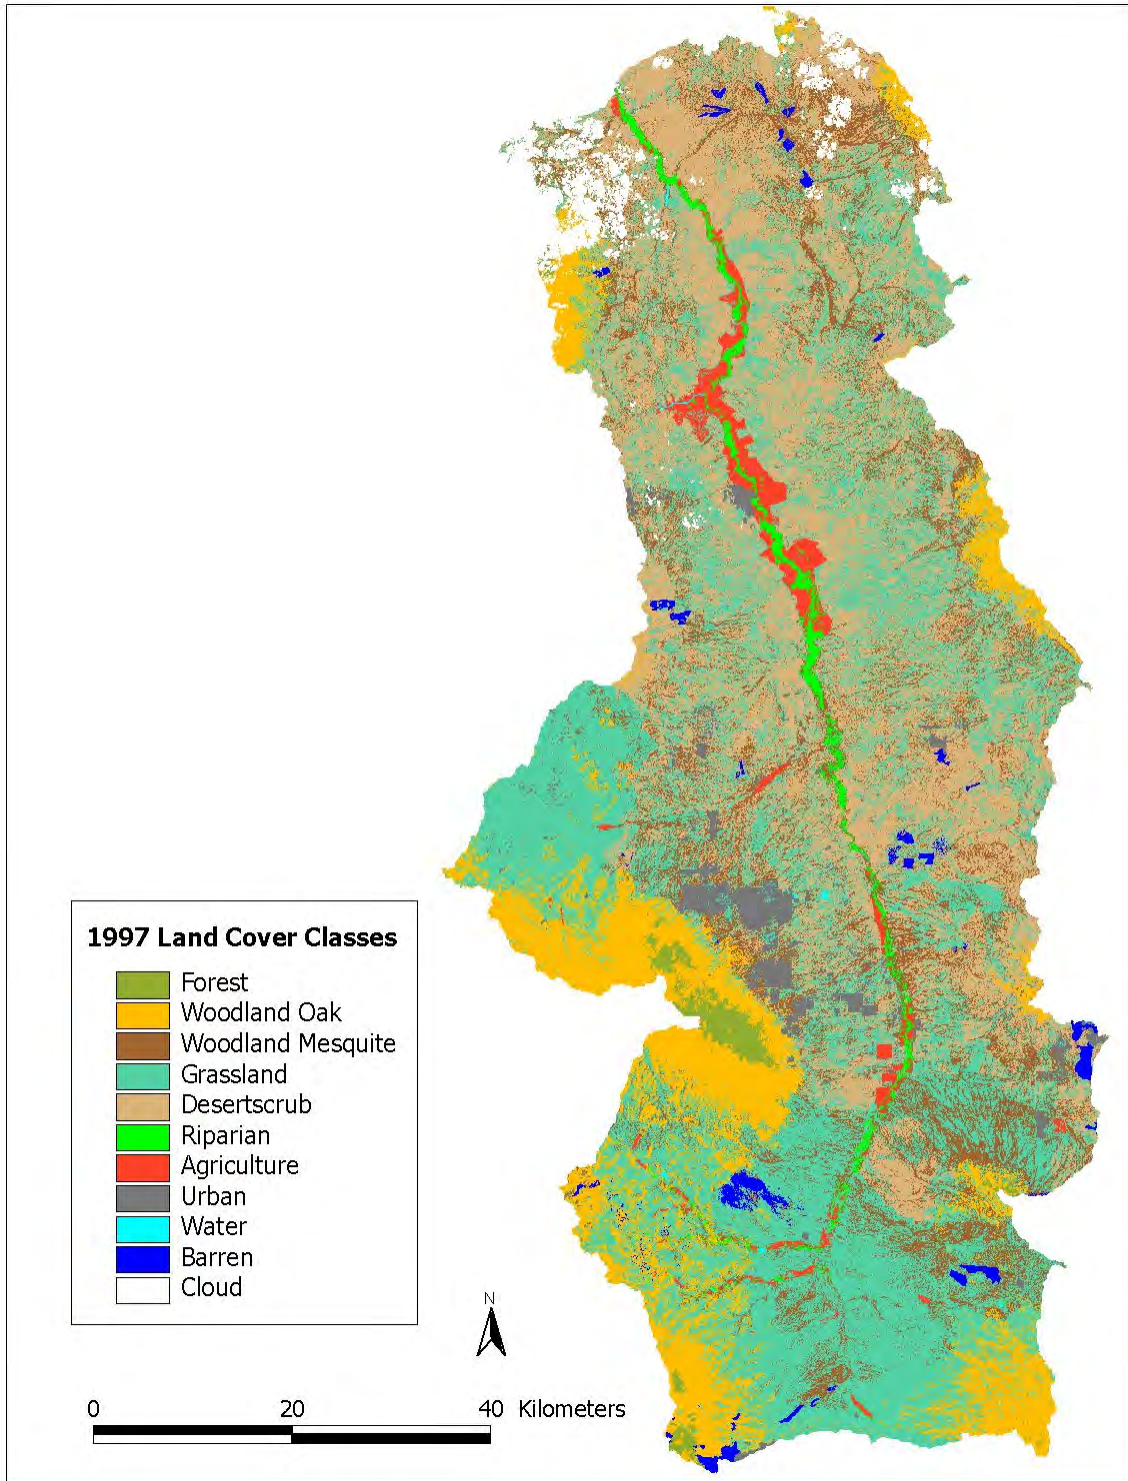 1997 Land Cover Classes
Forest
Woodland Oak
Woodland Mesquite
Grassland
Desertscrub
Riparian
Agriculture
Urban
Water
Barren
Cloud
N
0 20 40 Kilometers